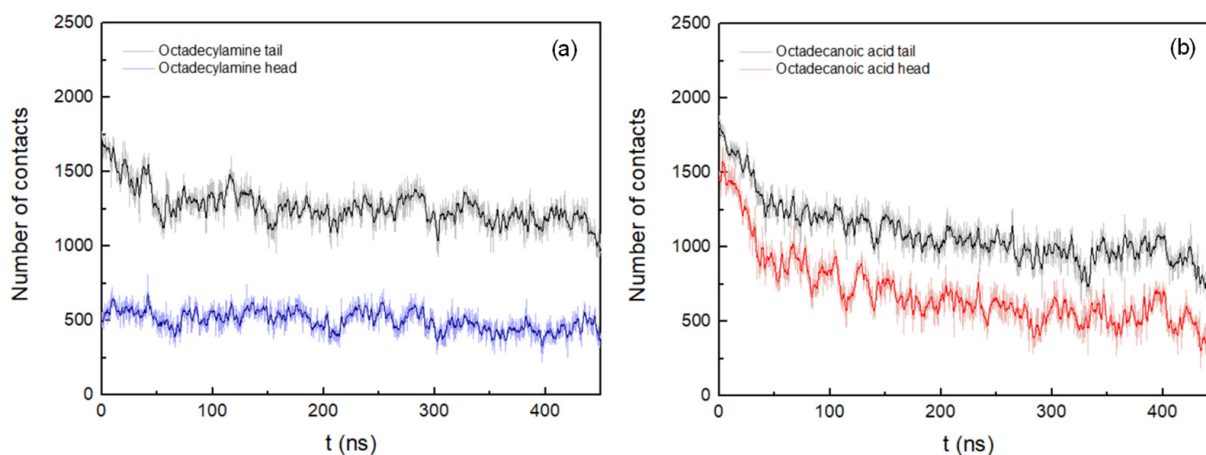 2500
2000
1500
1000
500
0
Number of contacts
Octadecylamine tail
Octadecylamine head
(a)
0 100 200 300 400
t (ns)
2500
2000
1500
1000
500
0
Number of contacts
Octadecanoic acid tail
Octadecanoic acid head
(b)
0 100 200 300 400
t (ns)